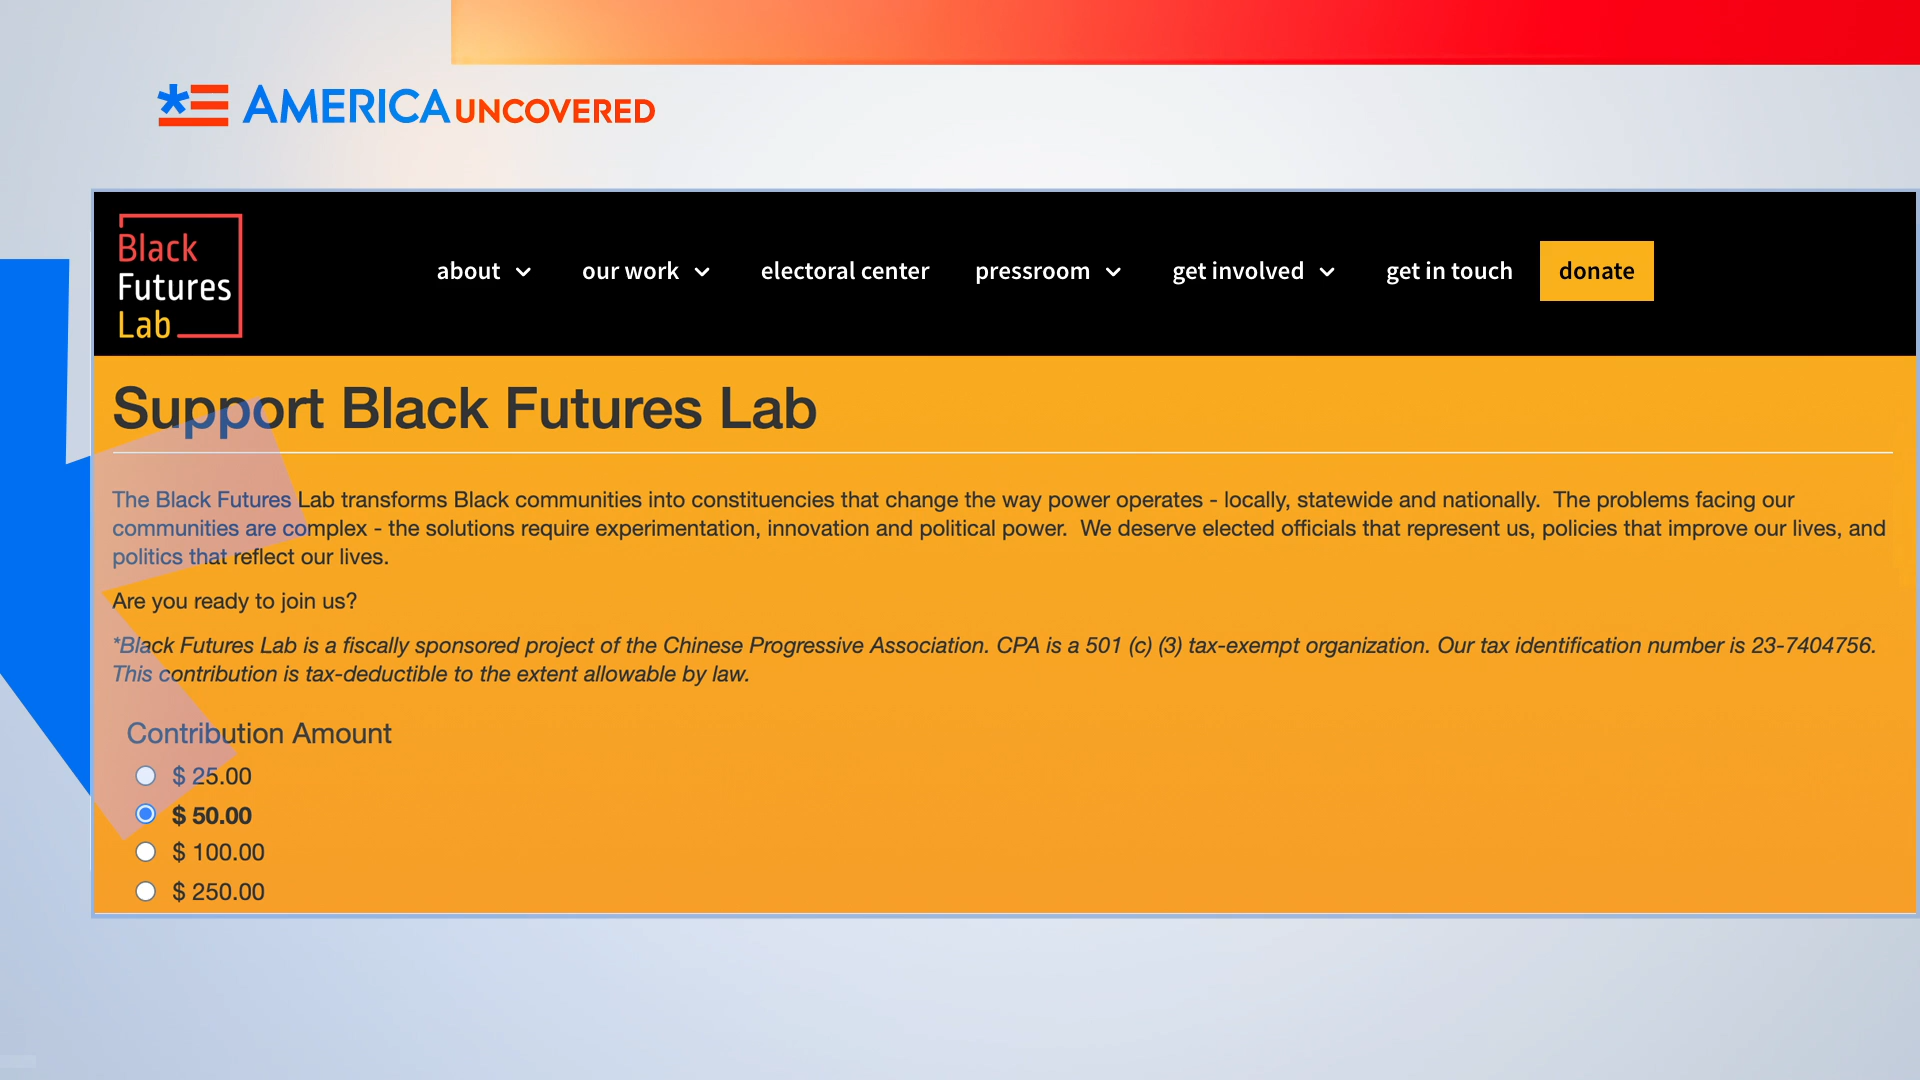 AMERICA UNCOVERED
Black
Futures
Lab
about our work electoral center pressroom get involved get in touch donate
Support Black Futures Lab
The Black Futures Lab transforms Black communities into constituencies that change the way power operates - locally, statewide and nationally.  The problems facing our
communities are complex - the solutions require experimentation, innovation and political power.  We deserve elected officials that represent us, policies that improve our lives, and
politics that reflect our lives.
Are you ready to join us?
*Black Futures Lab is a fiscally sponsored project of the Chinese Progressive Association. CPA is a 501 (c) (3) tax-exempt organization. Our tax identification number is 23-7404756.
This contribution is tax-deductible to the extent allowable by law.
Contribution Amount
$ 25.00
$ 50.00
$ 100.00
$ 250.00